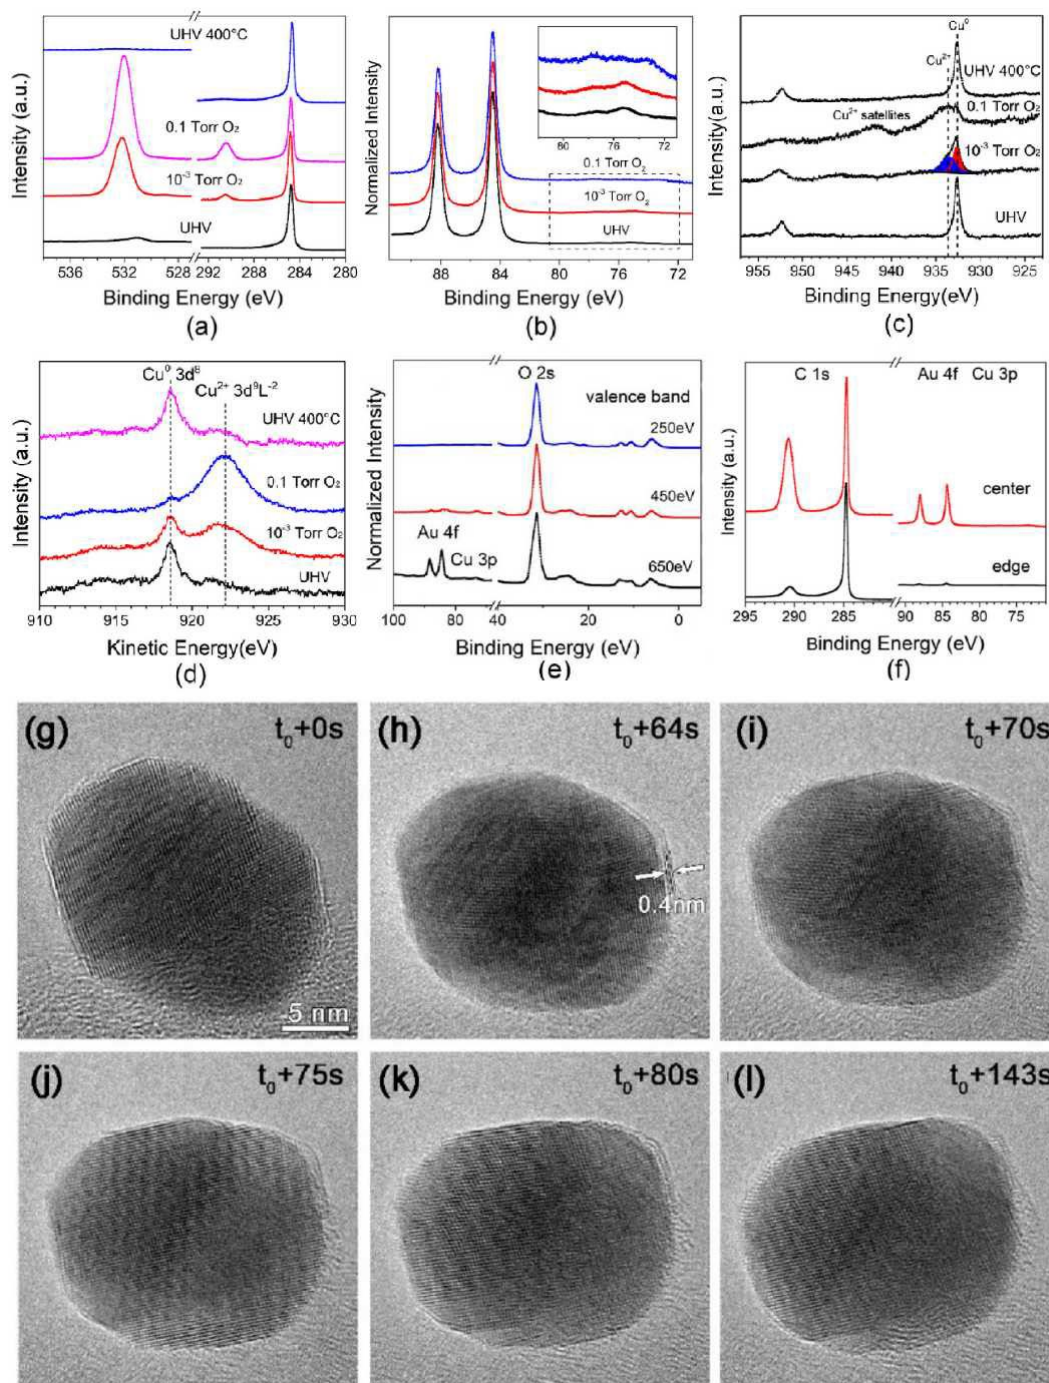 UHV 400°C
0.1 Torr O₂
10⁻³ Torr O₂
UHV
Intensity (a.u.)
536 532 528 292 288 284 280
Binding Energy (eV)
(a)
80 75 70
0.1 Torr O₂
10⁻³ Torr O₂
UHV
Normalized Intensity
88 84 80 76 72
Binding Energy (eV)
(b)
Cu⁰
Cu²⁺
UHV 400°C
0.1 Torr O₂
Cu²⁺ satellites
10⁻³ Torr O₂
UHV
Intensity(a.u.)
955 950 945 940 935 930 925
Binding Energy(eV)
(c)
Cu⁰ 3d⁸
Cu²⁺ 3d⁹L⁻²
UHV 400°C
0.1 Torr O₂
10⁻³ Torr O₂
UHV
Intensity (a.u.)
910 914 918 922 926 930
Kinetic Energy(eV)
(d)
O 2s
valence band
250eV
450eV
Au 4f
Cu 3p
650eV
Normalized Intensity
100 80 60 40 20 0
Binding Energy (eV)
(e)
C 1s Au 4f Cu 3p
center
edge
Intensity (a.u.)
295 290 285 90 85 80 75
Binding Energy (eV)
(f)
(g) t₀+0s
5 nm
(h) t₀+64s
0.4nm
(i) t₀+70s
(j) t₀+75s
(k) t₀+80s
(l) t₀+143s